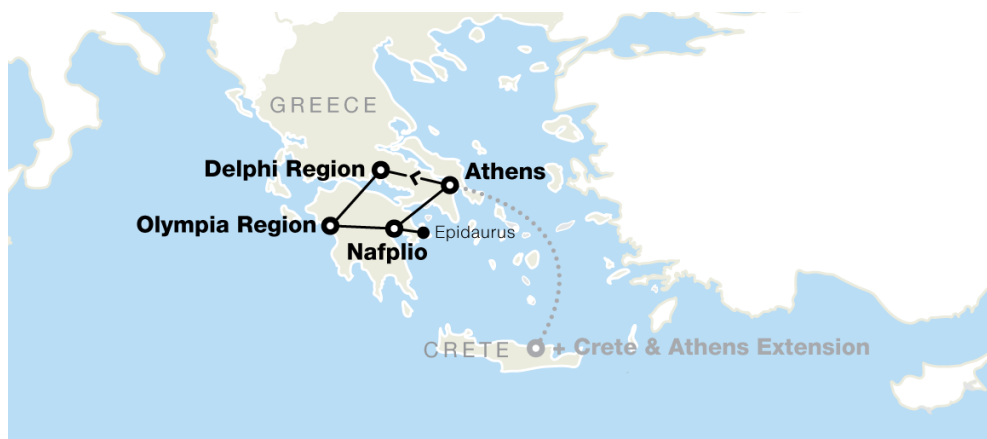 GREECE
Delphi Region
Athens
Olympia Region
Nafplio
Epidaurus
CRETE
+ Crete & Athens Extension